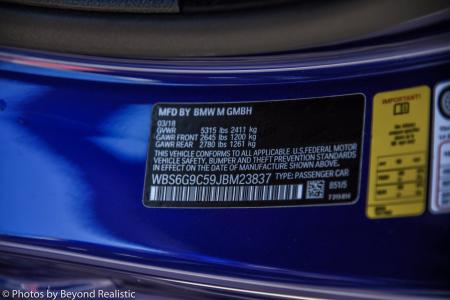 MFD BY BMW M GMBH
03/18
GVWR 5315 lbs 2411 kg
GAWR FRONT 2645 lbs 1200 kg
GAWR REAR 2780 lbs 1261 kg
THIS VEHICLE CONFORMS TO ALL APPLICABLE U.S.FEDERAL MOTOR
VEHICLE SAFETY, BUMPER AND THEFT PREVENTION STANDARDS
IN EFFECT ON THE DATE OF MANUFACTURE SHOWN ABOVE.
WBS6G9C59JBM23837 TYPE: PASSENGER CAR
851/5
IMPORTANT
© Photos by Beyond Realistic